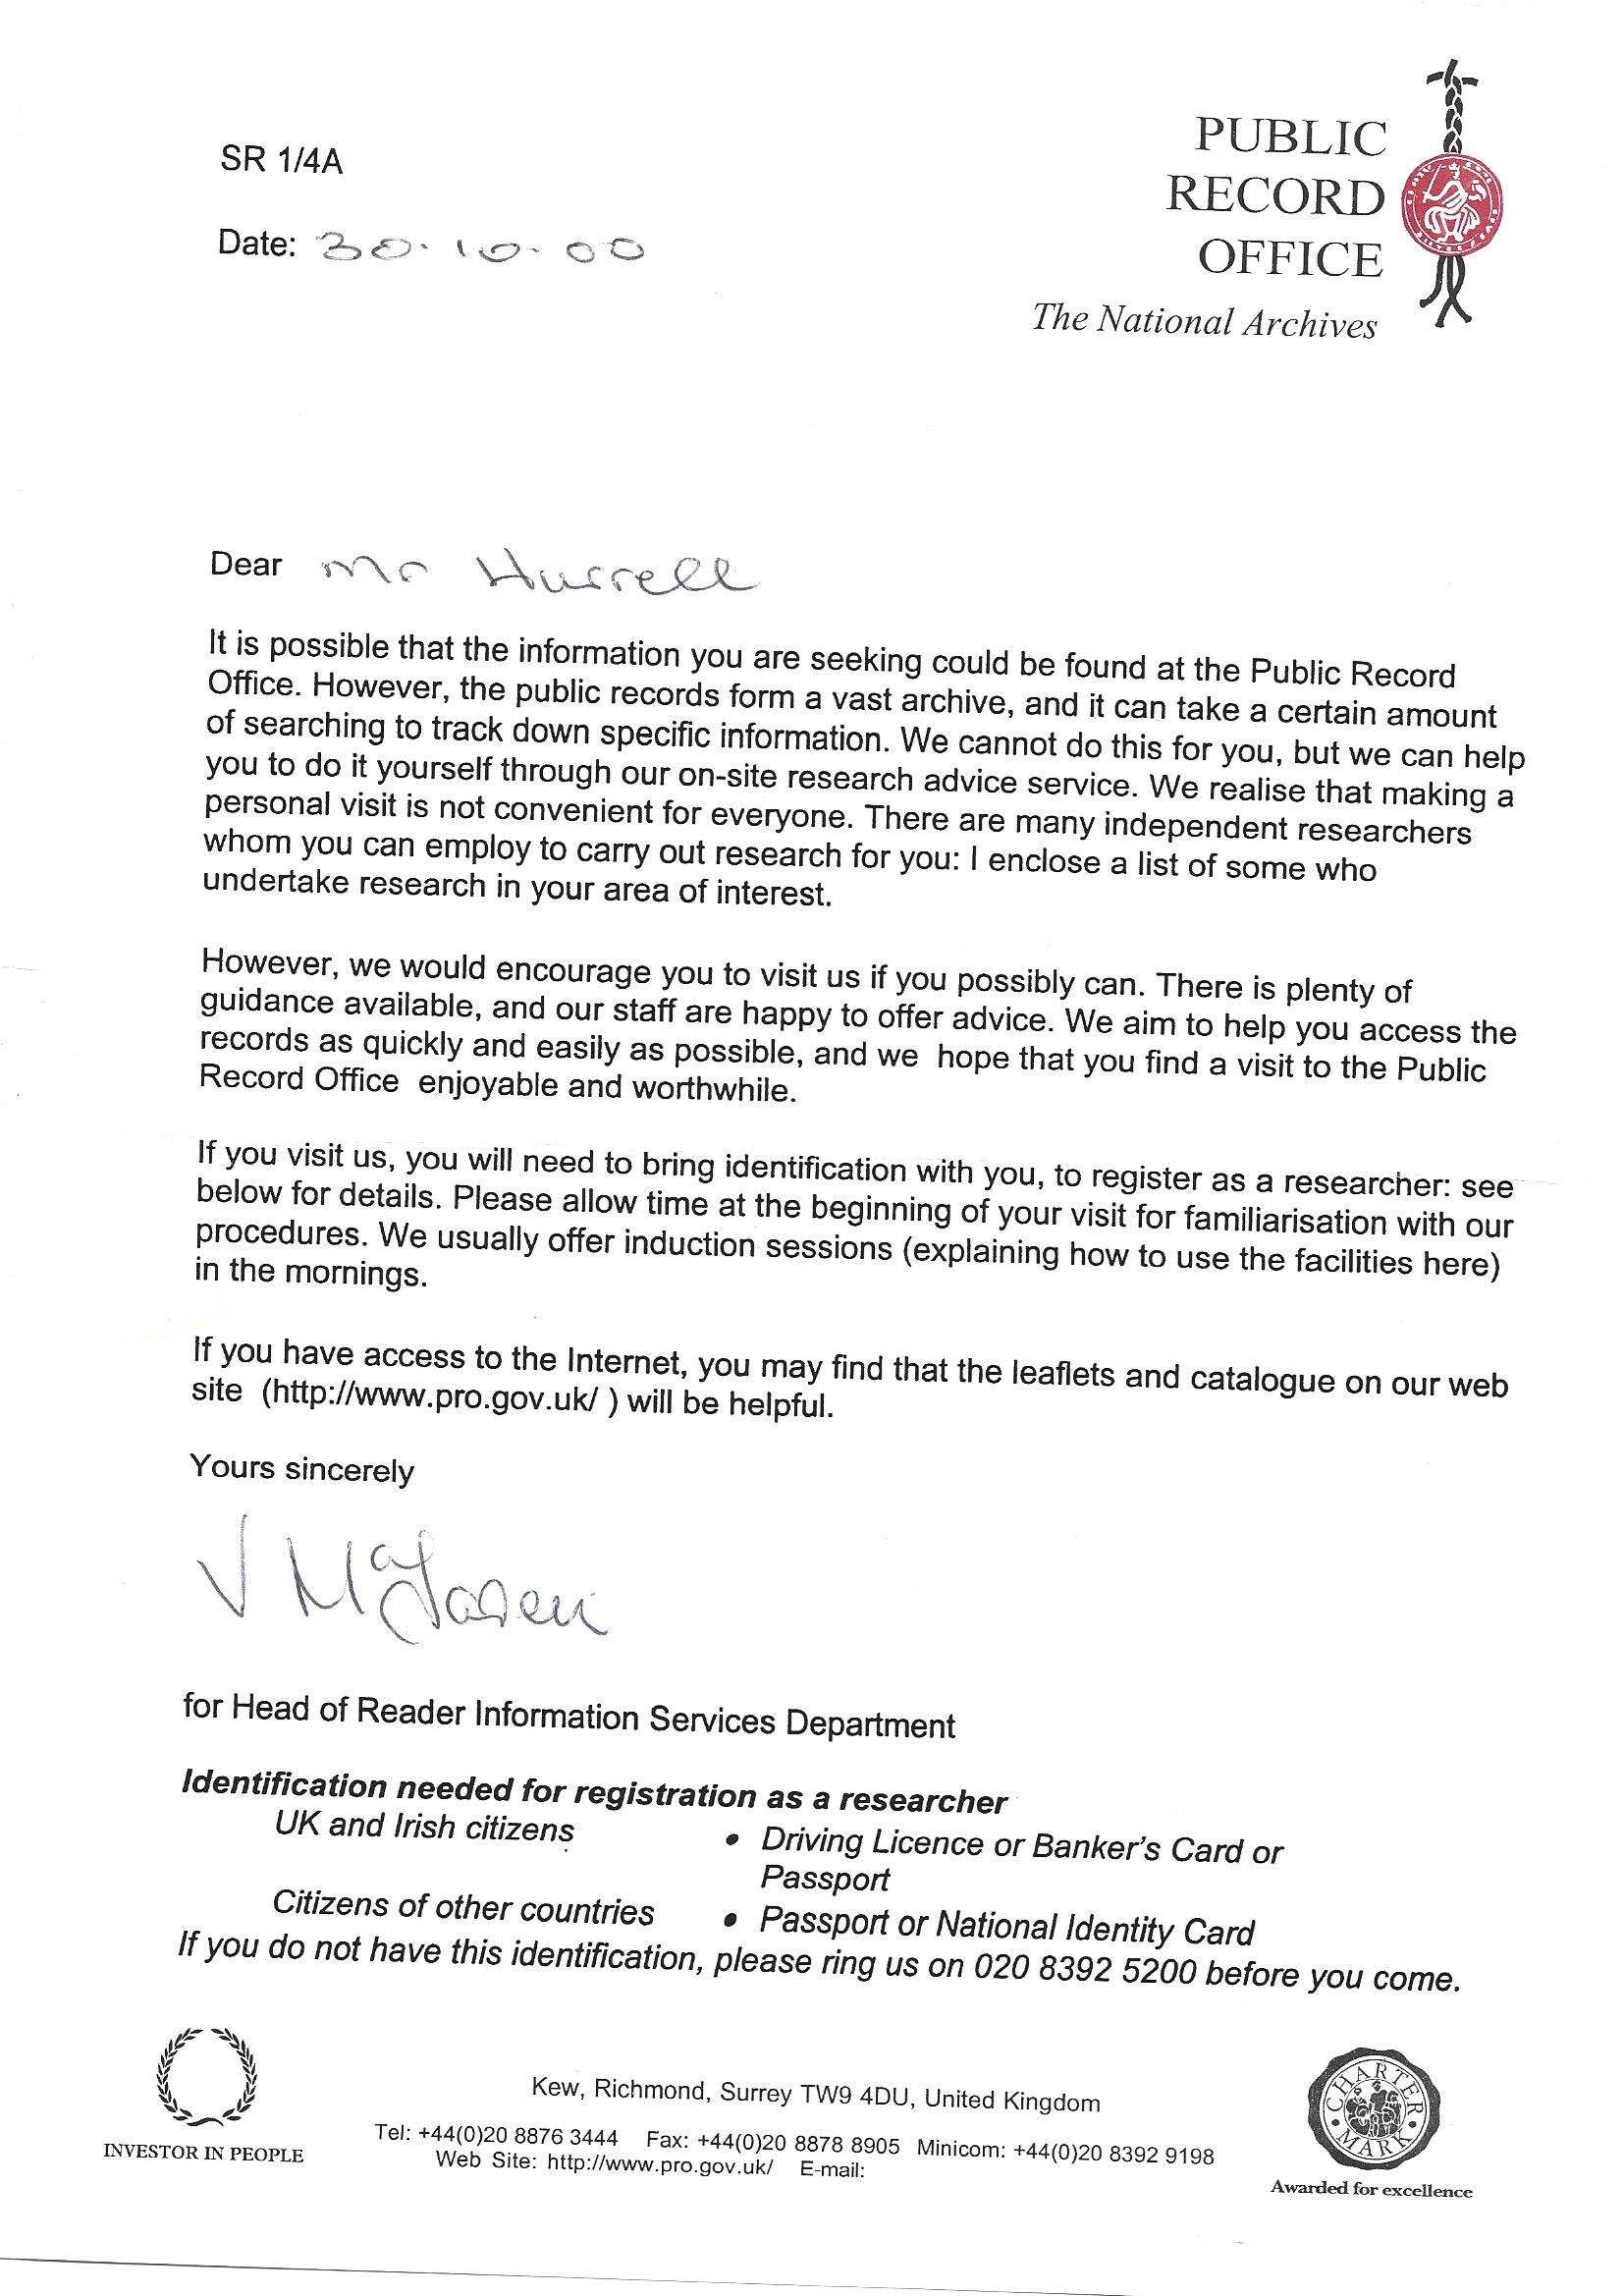 SR 1/4A
PUBLIC
RECORD
OFFICE
The National Archives
Date: 30.10.00
Dear Mr Hurrell
It is possible that the information you are seeking could be found at the Public Record
Office. However, the public records form a vast archive, and it can take a certain amount
of searching to track down specific information. We cannot do this for you, but we can help
you to do it yourself through our on-site research advice service. We realise that making a
personal visit is not convenient for everyone. There are many independent researchers
whom you can employ to carry out research for you: I enclose a list of some who
undertake research in your area of interest.
However, we would encourage you to visit us if you possibly can. There is plenty of
guidance available, and our staff are happy to offer advice. We aim to help you access the
records as quickly and easily as possible, and we hope that you find a visit to the Public
Record Office enjoyable and worthwhile.
If you visit us, you will need to bring identification with you, to register as a researcher: see
below for details. Please allow time at the beginning of your visit for familiarisation with our
procedures. We usually offer induction sessions (explaining how to use the facilities here)
in the mornings.
If you have access to the Internet, you may find that the leaflets and catalogue on our web
site (http://www.pro.gov.uk/ ) will be helpful.
Yours sincerely
V
for Head of Reader Information Services Department
Identification needed for registration as a researcher
UK and Irish citizens • Driving Licence or Banker's Card or
Passport
Citizens of other countries • Passport or National Identity Card
If you do not have this identification, please ring us on 020 8392 5200 before you come.
INVESTOR IN PEOPLE
Kew, Richmond, Surrey TW9 4DU, United Kingdom
Tel: +44(0)20 8876 3444 Fax: +44(0)20 8878 8905 Minicom: +44(0)20 8392 9198
Web Site: http://www.pro.gov.uk/ E-mail:
CHARTER
MARK
Awarded for excellence